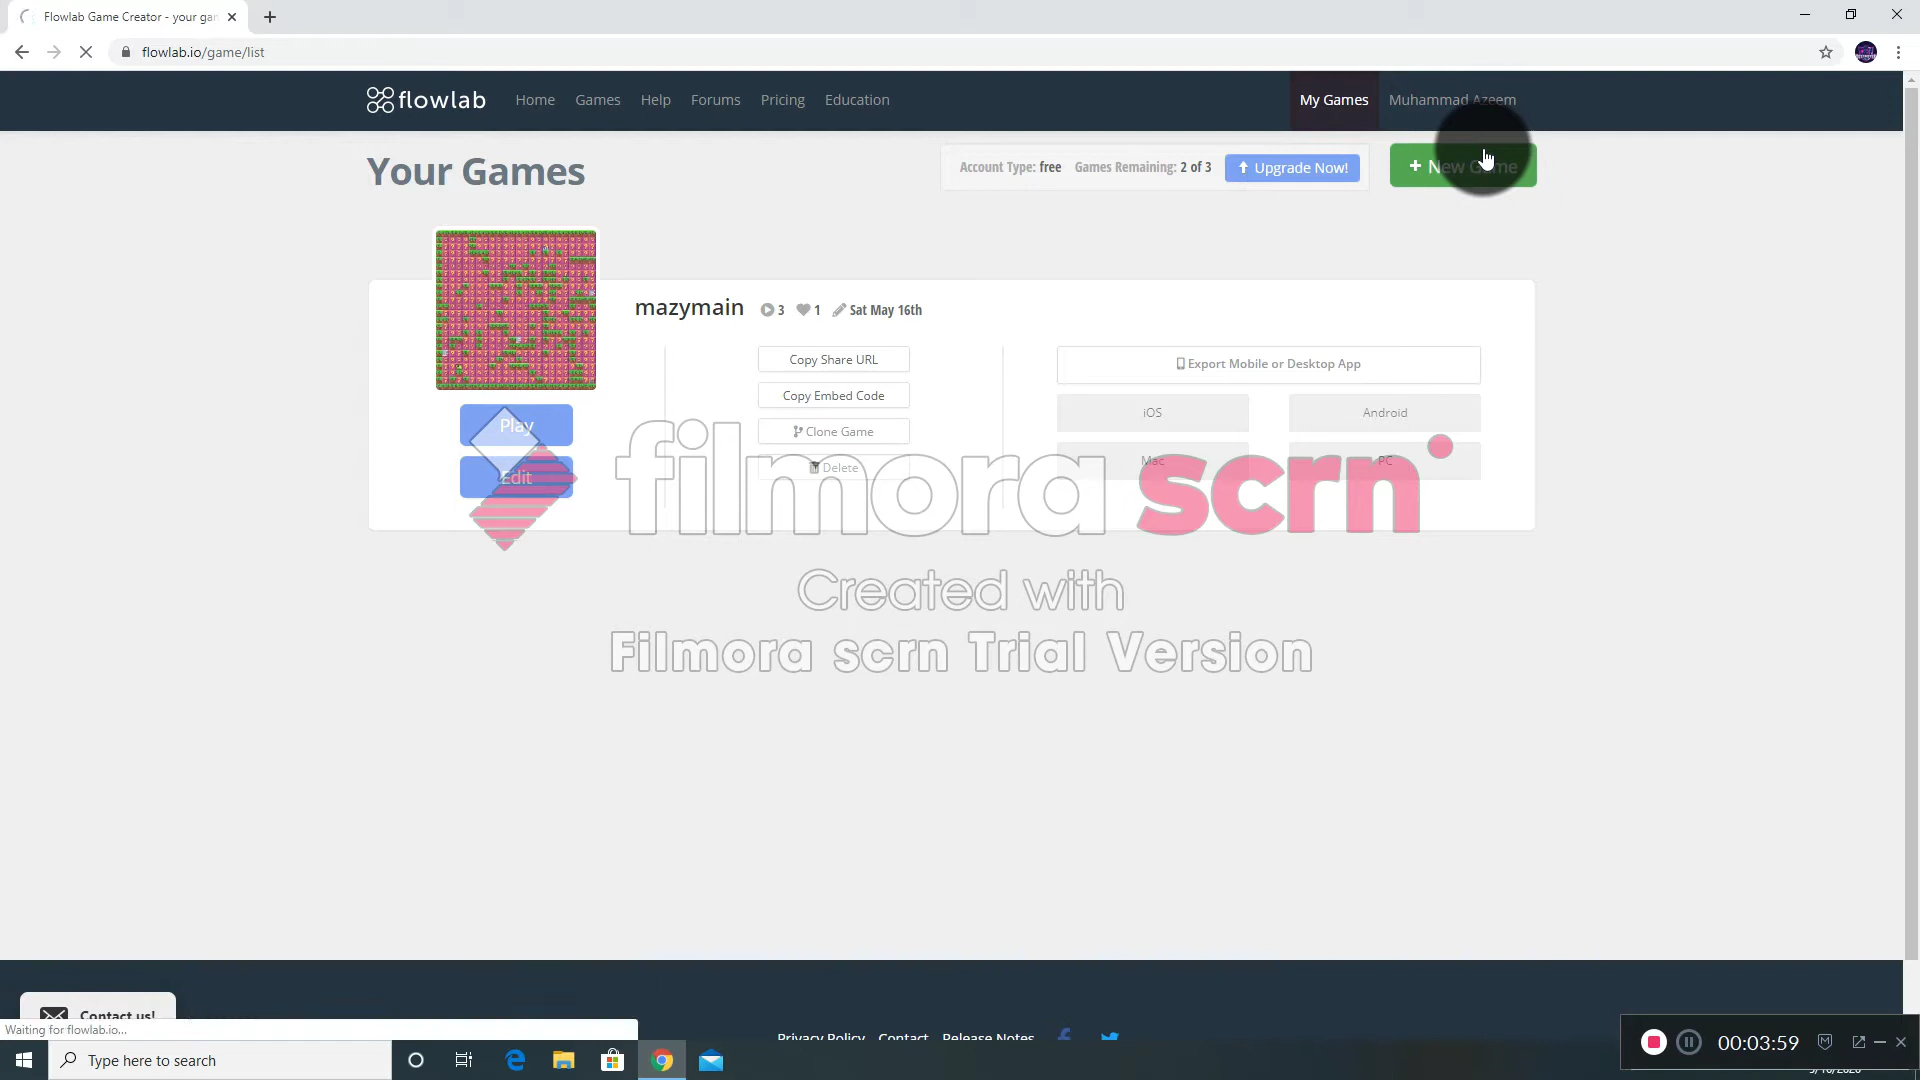 Flowlab Game Creator - your gan
flowlab.io/game/list
flowlab Home Games Help Forums Pricing Education My Games Muhammad Azeem
Your Games
Account Type: free Games Remaining: 2 of 3 Upgrade Now! + New Game
mazymain 3 1 Sat May 16th
Copy Share URL
Export Mobile or Desktop App
Copy Embed Code
iOS Android
Play
Clone Game
Mac PC
Delete
Edit
filmora scrn
Created with
Filmora scrn Trial Version
Contact us!
Waiting for flowlab.io...
Privacy Policy Contact Release Notes
Type here to search
00:03:59